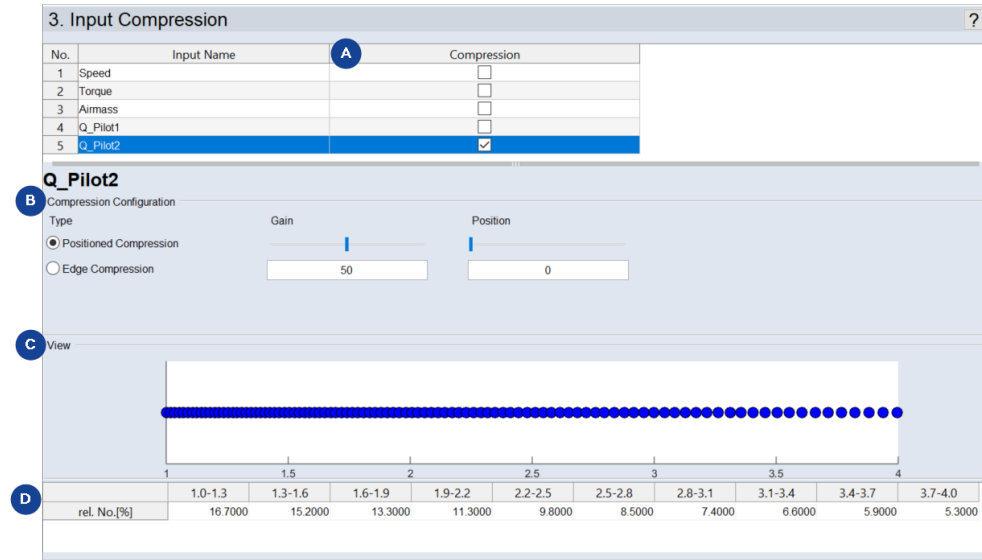 3. Input Compression ?
No. Input Name A Compression
1 Speed
2 Torque
3 Airmass
4 Q_Pilot1
5 Q_Pilot2
Q_Pilot2
B Compression Configuration
Type Gain Position
Positioned Compression
Edge Compression 50 0
C View
1 1.5 2 2.5 3 3.5 4
D 1.0-1.3 1.3-1.6 1.6-1.9 1.9-2.2 2.2-2.5 2.5-2.8 2.8-3.1 3.1-3.4 3.4-3.7 3.7-4.0
rel. No.[%] 16.7000 15.2000 13.3000 11.3000 9.8000 8.5000 7.4000 6.6000 5.9000 5.3000